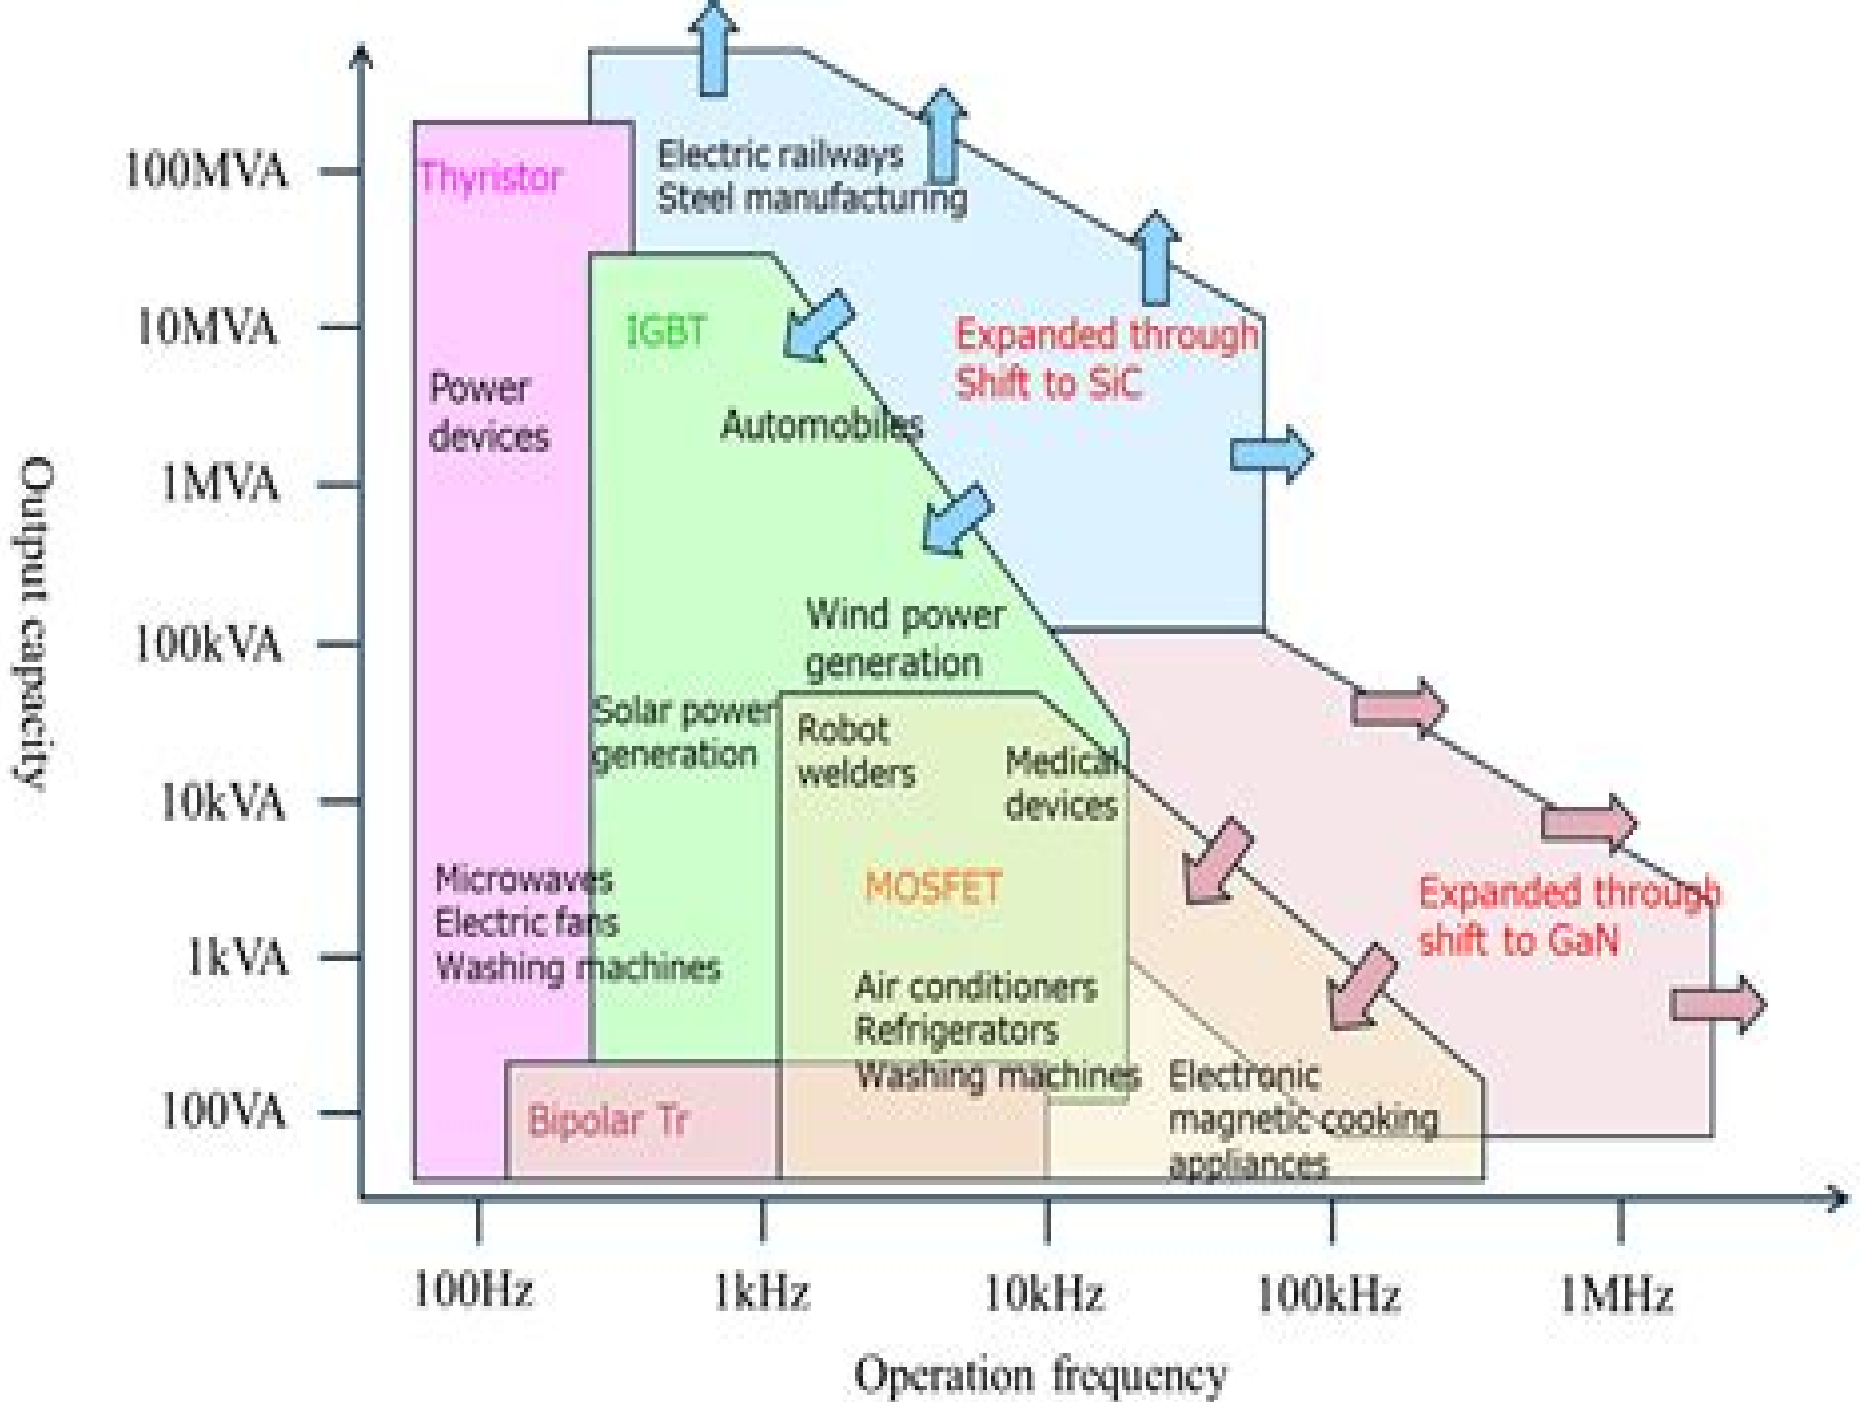 Output capacity
100MVA
10MVA
1MVA
100kVA
10kVA
1kVA
100VA
Thyristor
Electric railways
Steel manufacturing
IGBT
Expanded through
Shift to SiC
Power
devices
Automobiles
Wind power
generation
Solar power
generation
Robot
welders
Medical
devices
MOSFET
Microwaves
Electric fans
Washing machines
Expanded through
shift to GaN
Air conditioners
Refrigerators
Washing machines
Electronic
magnetic cooking
appliances
Bipolar Tr
100Hz
1kHz
10kHz
100kHz
1MHz
Operation frequency